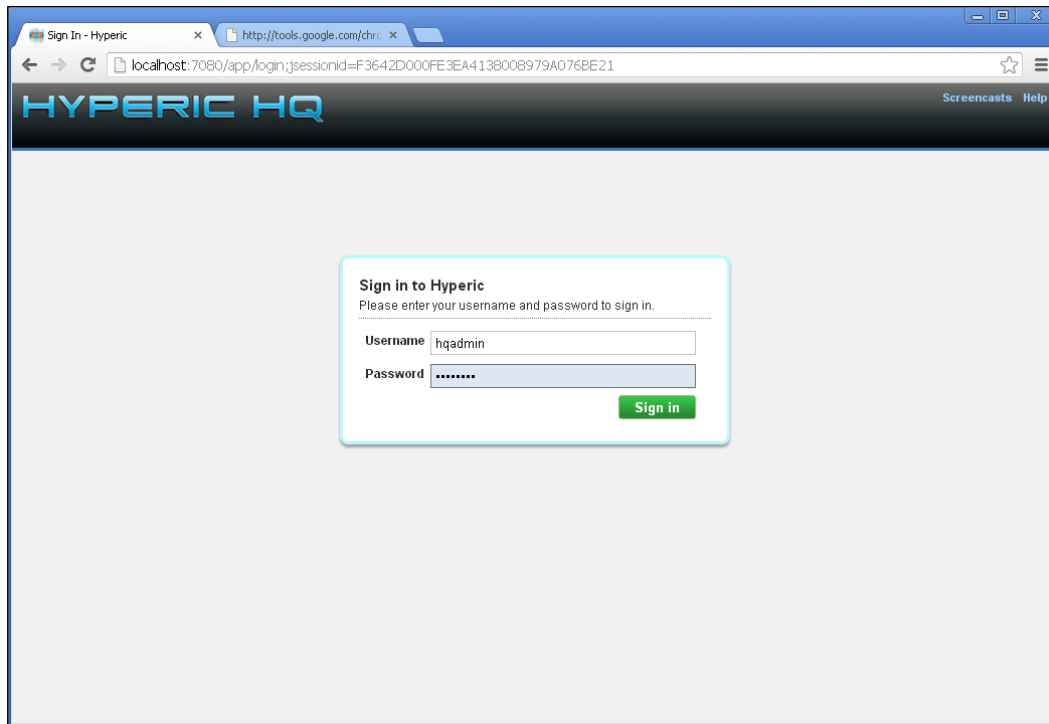 Sign In - Hyperic
http://tools.google.com/chrc
localhost:7080/app/login;jsessionid=F3642D000FE3EA4138008979A076BE21
HYPERIC HQ
Screencasts Help
Sign in to Hyperic
Please enter your username and password to sign in.
Username hqadmin
Password ••••••••
Sign in